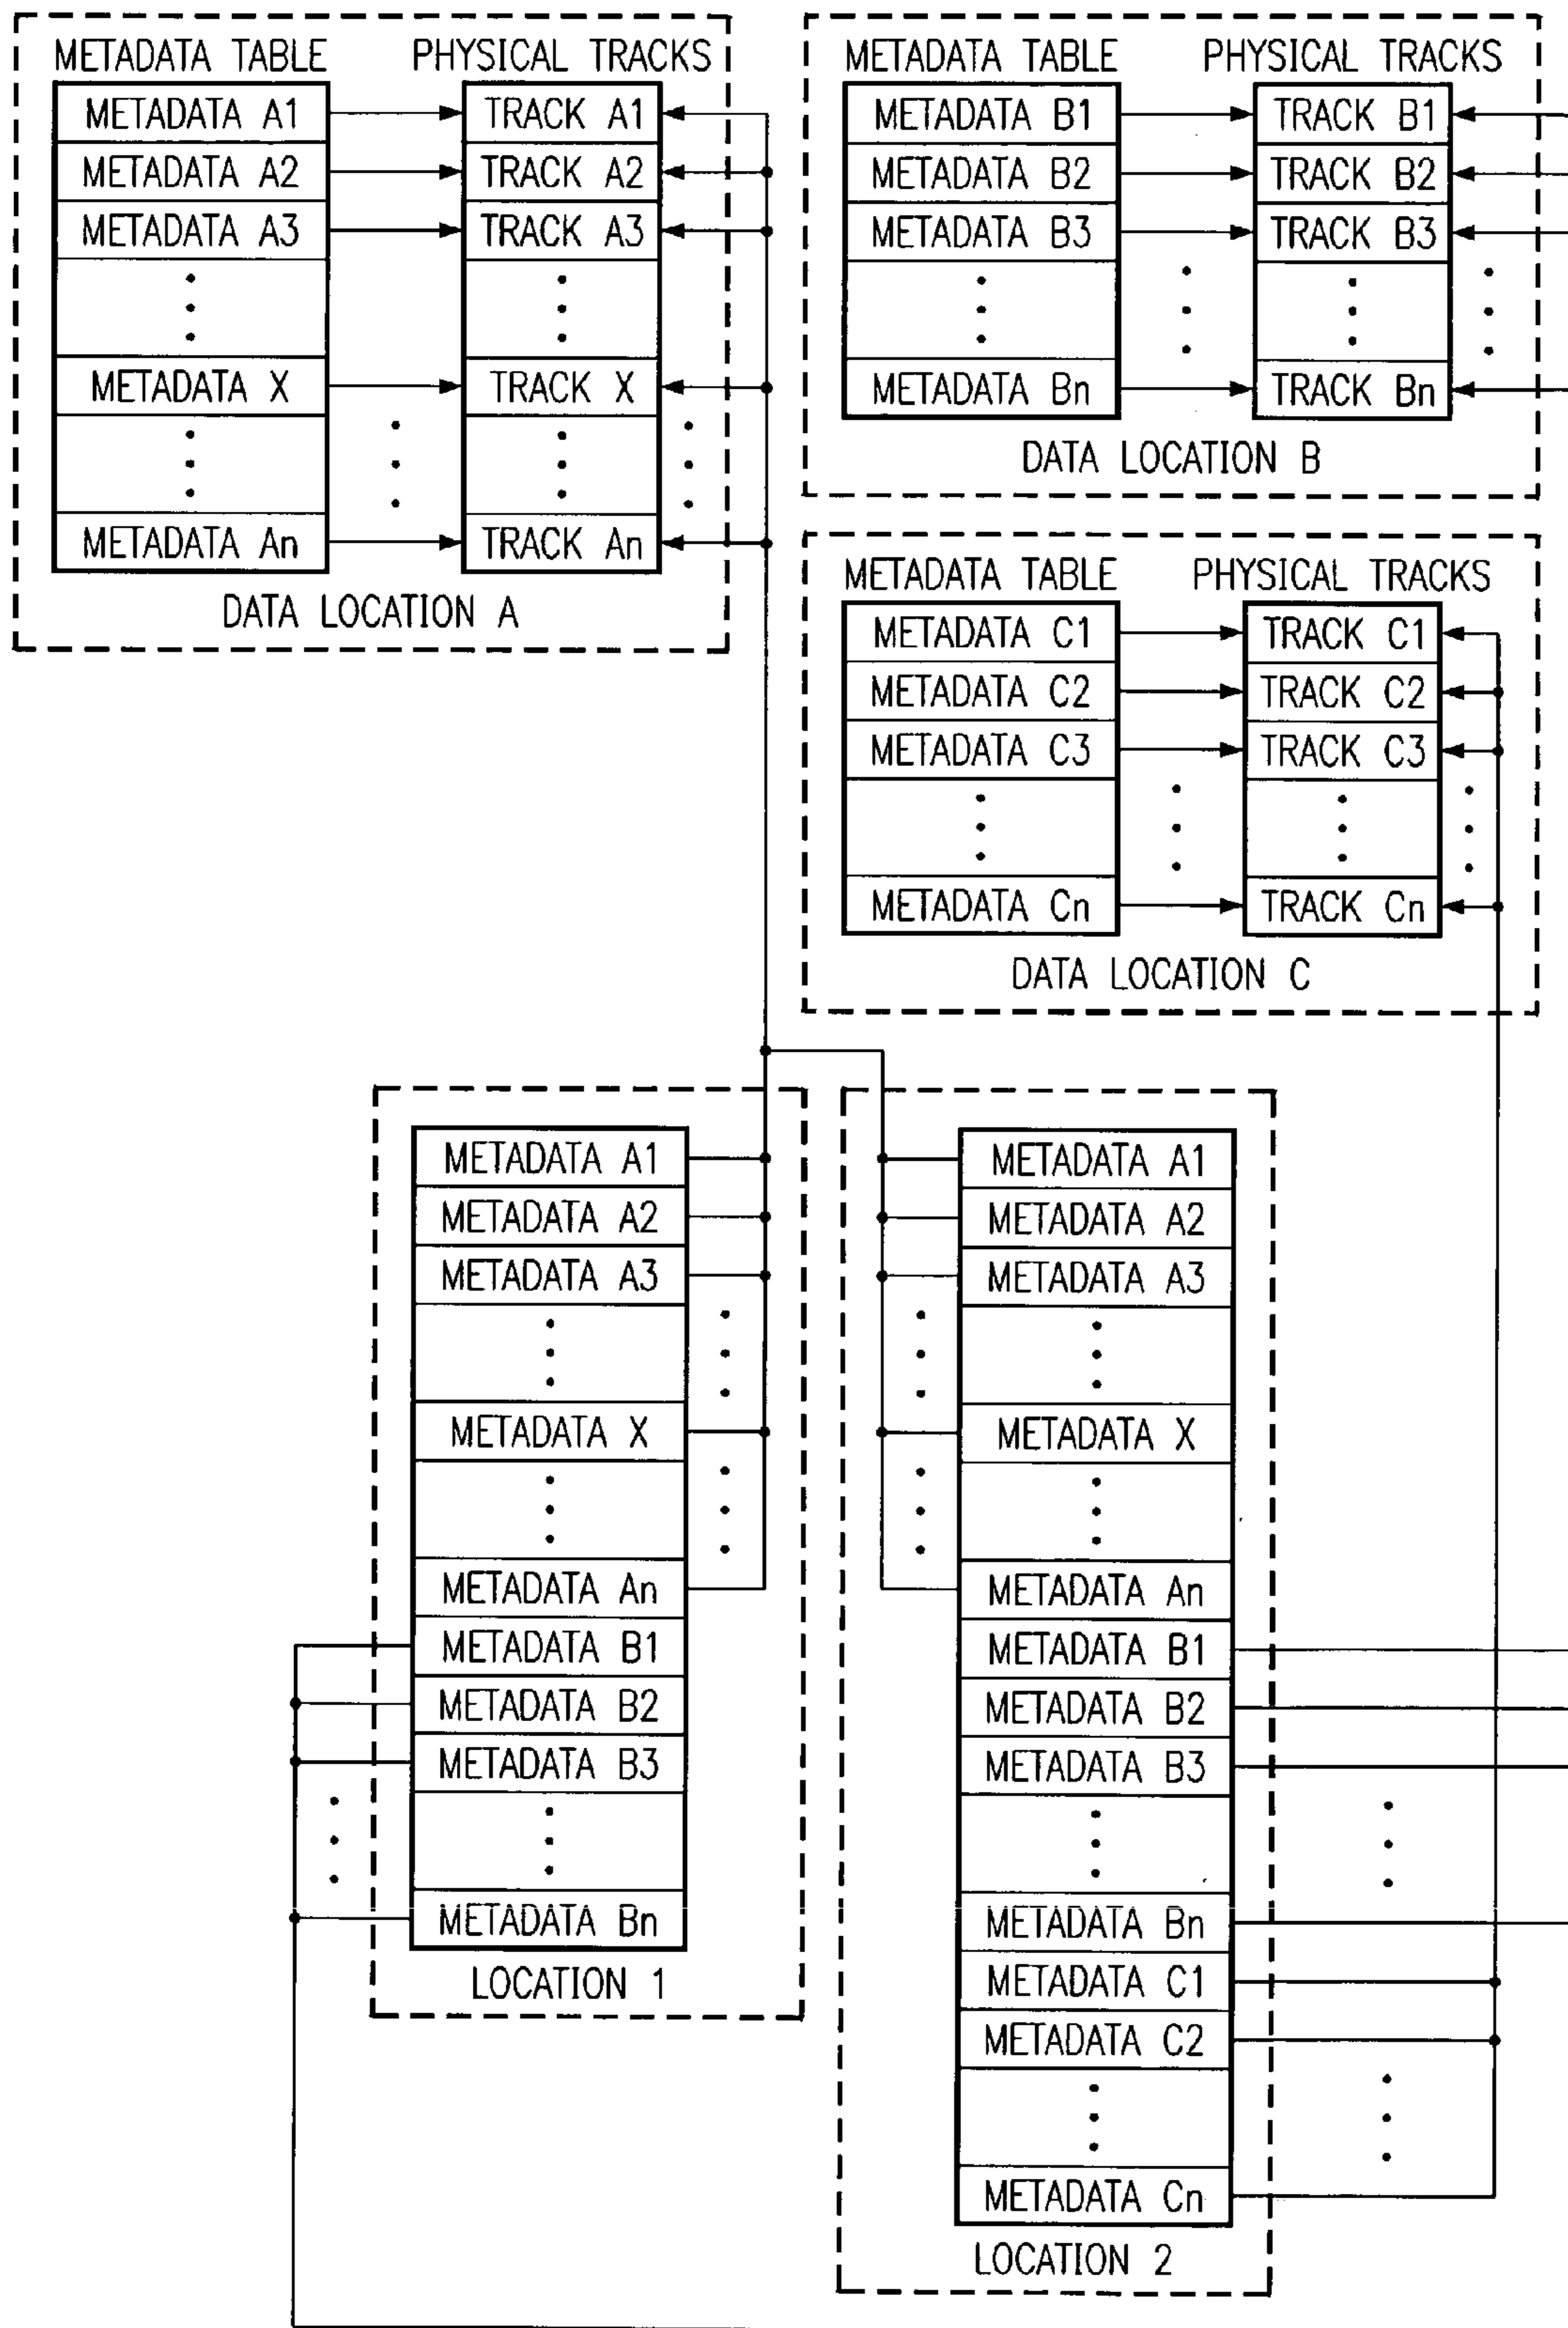 METADATA TABLE PHYSICAL TRACKS
METADATA A1 TRACK A1
METADATA A2 TRACK A2
METADATA A3 TRACK A3
METADATA X TRACK X
METADATA An TRACK An
DATA LOCATION A
METADATA TABLE PHYSICAL TRACKS
METADATA B1 TRACK B1
METADATA B2 TRACK B2
METADATA B3 TRACK B3
METADATA Bn TRACK Bn
DATA LOCATION B
METADATA TABLE PHYSICAL TRACKS
METADATA C1 TRACK C1
METADATA C2 TRACK C2
METADATA C3 TRACK C3
METADATA Cn TRACK Cn
DATA LOCATION C
METADATA A1
METADATA A2
METADATA A3
METADATA X
METADATA An
METADATA B1
METADATA B2
METADATA B3
METADATA Bn
LOCATION 1
METADATA A1
METADATA A2
METADATA A3
METADATA X
METADATA An
METADATA B1
METADATA B2
METADATA B3
METADATA Bn
METADATA C1
METADATA C2
METADATA Cn
LOCATION 2